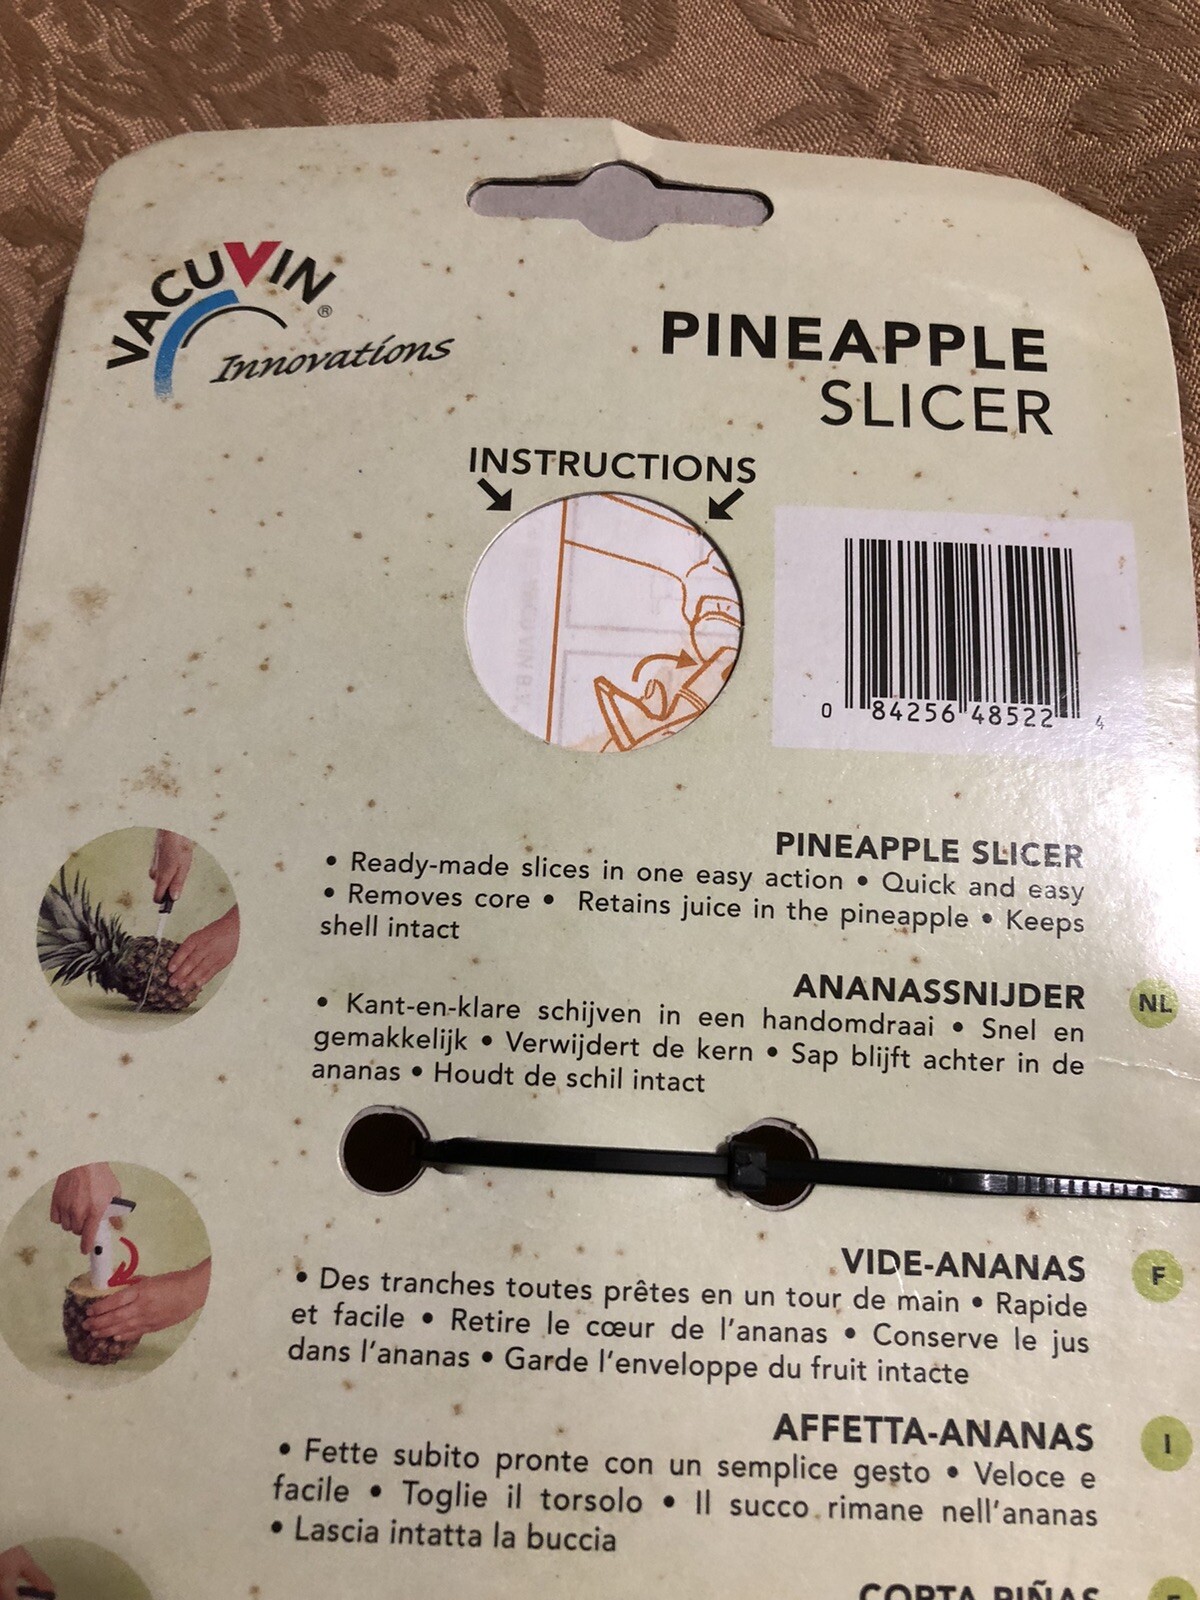 VACUVIN®
Innovations
PINEAPPLE
SLICER
INSTRUCTIONS
0 84256 48522 4
PINEAPPLE SLICER
• Ready-made slices in one easy action • Quick and easy
• Removes core • Retains juice in the pineapple • Keeps
shell intact
ANANASSNIJDER
NL
• Kant-en-klare schijven in een handomdraai • Snel en
gemakkelijk • Verwijdert de kern • Sap blijft achter in de
ananas • Houdt de schil intact
VIDE-ANANAS
F
• Des tranches toutes prêtes en un tour de main • Rapide
et facile • Retire le cœur de l'ananas • Conserve le jus
dans l'ananas • Garde l'enveloppe du fruit intacte
AFFETTA-ANANAS
I
• Fette subito pronte con un semplice gesto • Veloce e
facile • Toglie il torsolo • Il succo rimane nell'ananas
• Lascia intatta la buccia
CORTA PIÑAS